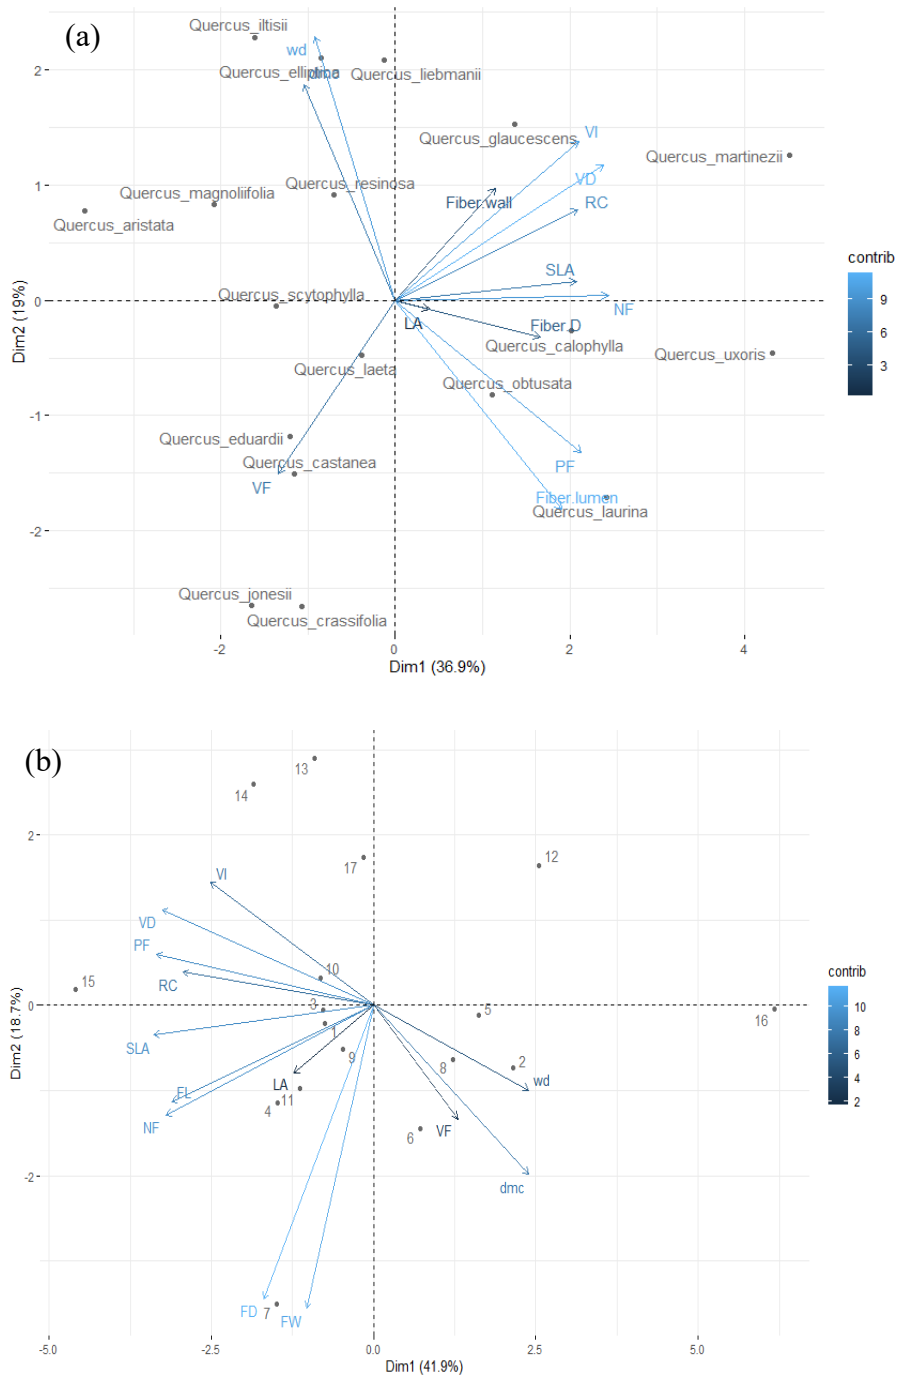 (a)
Quercus_iltisii
wd
2
Quercus_elliptica
dmc
Quercus_liebmanii
Quercus_glaucescens
VI
Quercus_martinezii
VD
Quercus_resinosa
Quercus_magnoliifolia
Fiber.wall
RC
1
Quercus_aristata
contrib
SLA
9
Quercus_scytophylla
0
NF
6
LA
Fiber.D
Quercus_calophylla
Quercus_uxoris
3
Quercus_laeta
Quercus_obtusata
-1
Quercus_eduardii
Quercus_castanea
PF
VF
Fiber.lumen
Quercus_laurina
-2
Quercus_jonesii
Quercus_crassifolia
Dim2 (19%)
-2 0 2 4
Dim1 (36.9%)
(b)
13
14
17
12
2
VI
VD
PF
10
RC
15
3
5
16
0
contrib
1
SLA
9
8
2
10
LA
wd
8
FL
11
4
6
NF
6
VF
4
2
-2
dmc
FD
7
FW
Dim2 (18.7%)
-5.0 -2.5 0.0 2.5 5.0
Dim1 (41.9%)